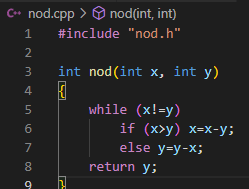 nod.cpp > nod(int, int)
1 #include "nod.h"
2
3 int nod(int x, int y)
4 {
5 while (x!=y)
6 if (x>y) x=x-y;
7 else y=y-x;
8 return y;
9 }